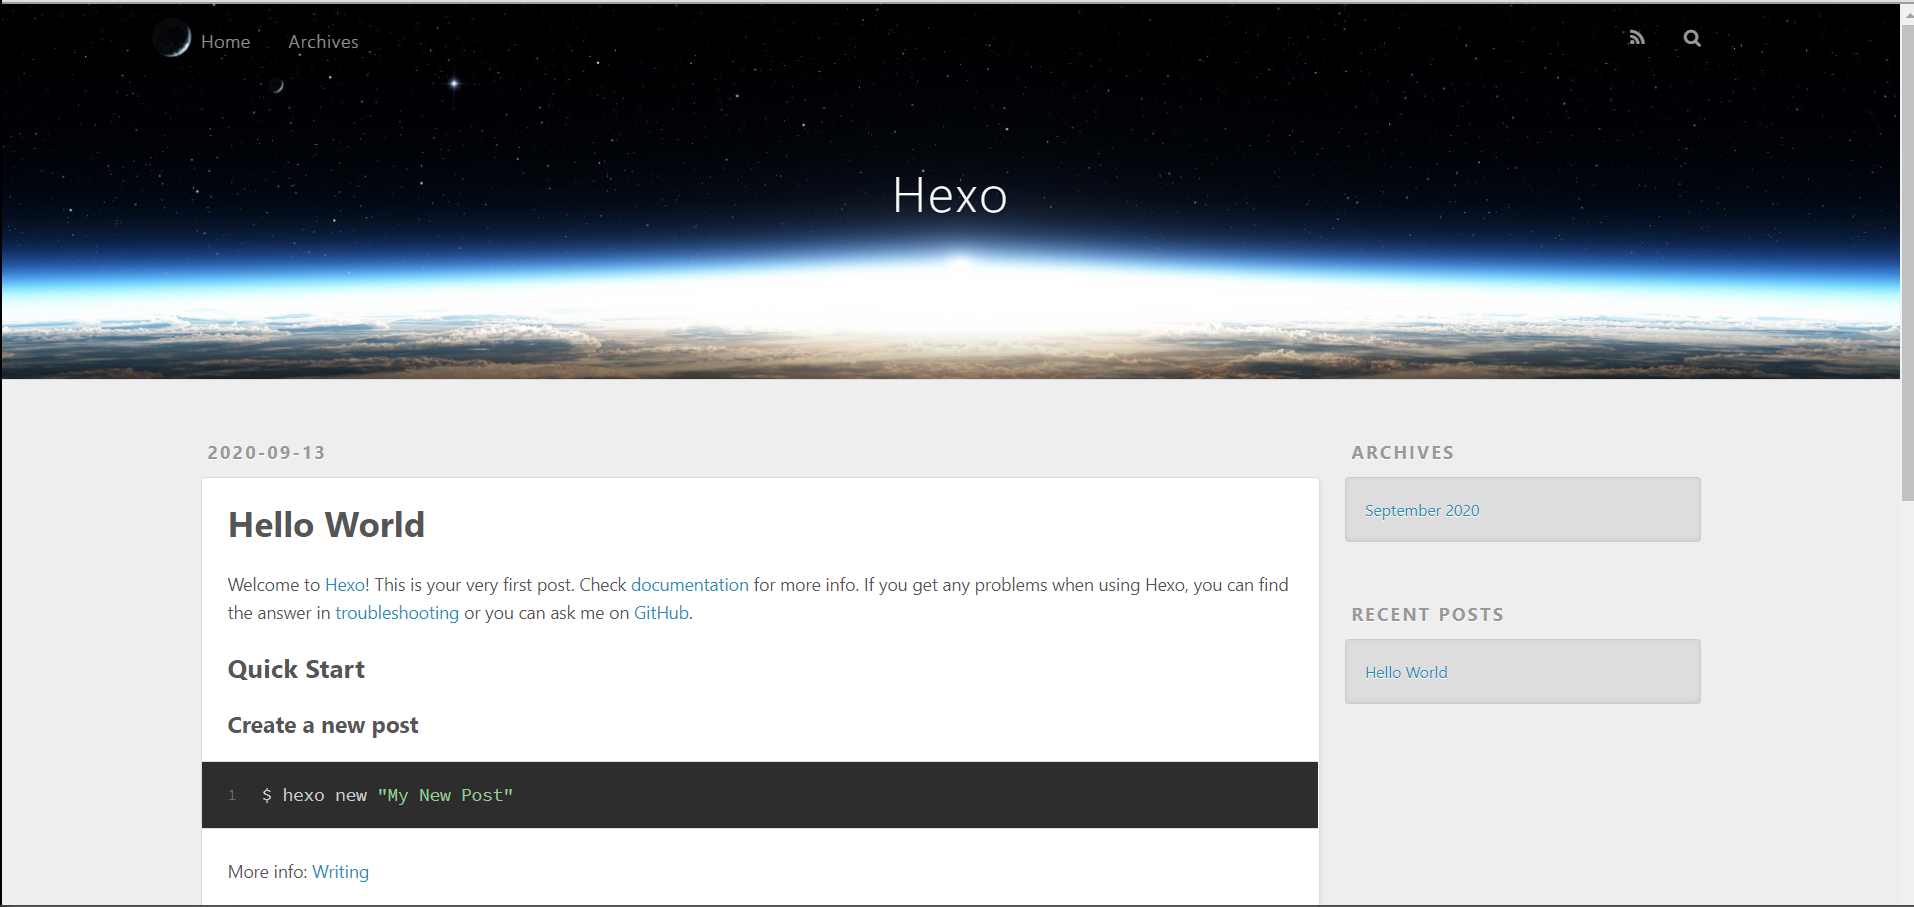 Home Archives
Hexo
2020-09-13
Hello World
Welcome to Hexo! This is your very first post. Check documentation for more info. If you get any problems when using Hexo, you can find
the answer in troubleshooting or you can ask me on GitHub.
Quick Start
Create a new post
1 $ hexo new "My New Post"
More info: Writing
ARCHIVES
September 2020
RECENT POSTS
Hello World